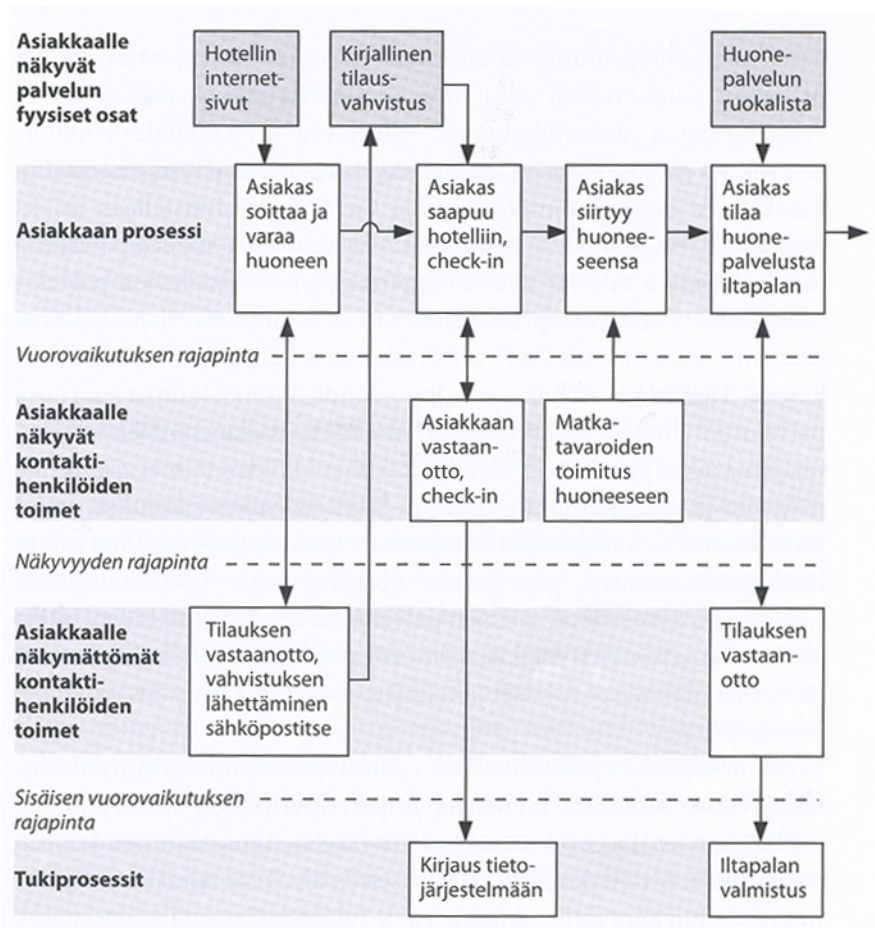 Asiakkaalle
näkyvät
palvelun
fyysiset osat
Hotellin
internet-
sivut
Kirjallinen
tilaus-
vahvistus
Huone-
palvelun
ruokalista
Asiakkaan prosessi
Asiakas
soittaa ja
varaa
huoneen
Asiakas
saapuu
hotelliin,
check-in
Asiakas
siirtyy
huonee-
seensa
Asiakas
tilaa
huone-
palvelusta
iltapalan
Vuorovaikutuksen rajapinta
Asiakkaalle
näkyvät
kontakti-
henkilöiden
toimet
Asiakkaan
vastaan-
otto,
check-in
Matka-
tavaroiden
toimitus
huoneeseen
Näkyvyyden rajapinta
Asiakkaalle
näkymättömät
kontakti-
henkilöiden
toimet
Tilauksen
vastaanotto,
vahvistuksen
lähettäminen
sähköpostitse
Tilauksen
vastaan-
otto
Sisäisen vuorovaikutuksen
rajapinta
Tukiprosessit
Kirjaus tieto-
järjestelmään
Iltapalan
valmistus